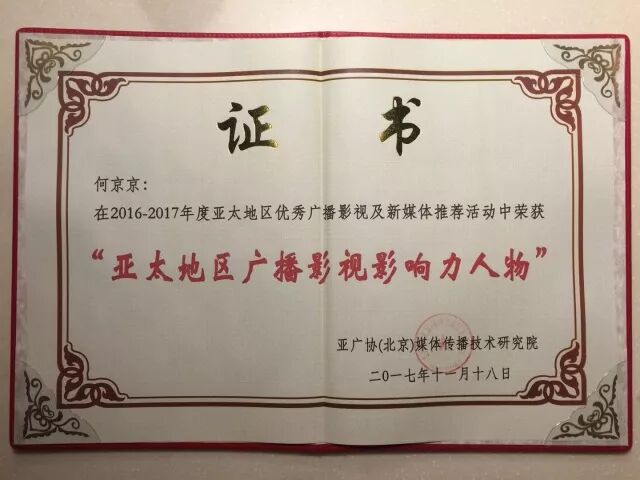 证 书
何京京：
在2016-2017年度亚太地区优秀广播影视及新媒体推荐活动中荣获
“亚太地区广播影视影响力人物”
亚广协(北京)媒体传播技术研究院
二〇一七年十一月十八日